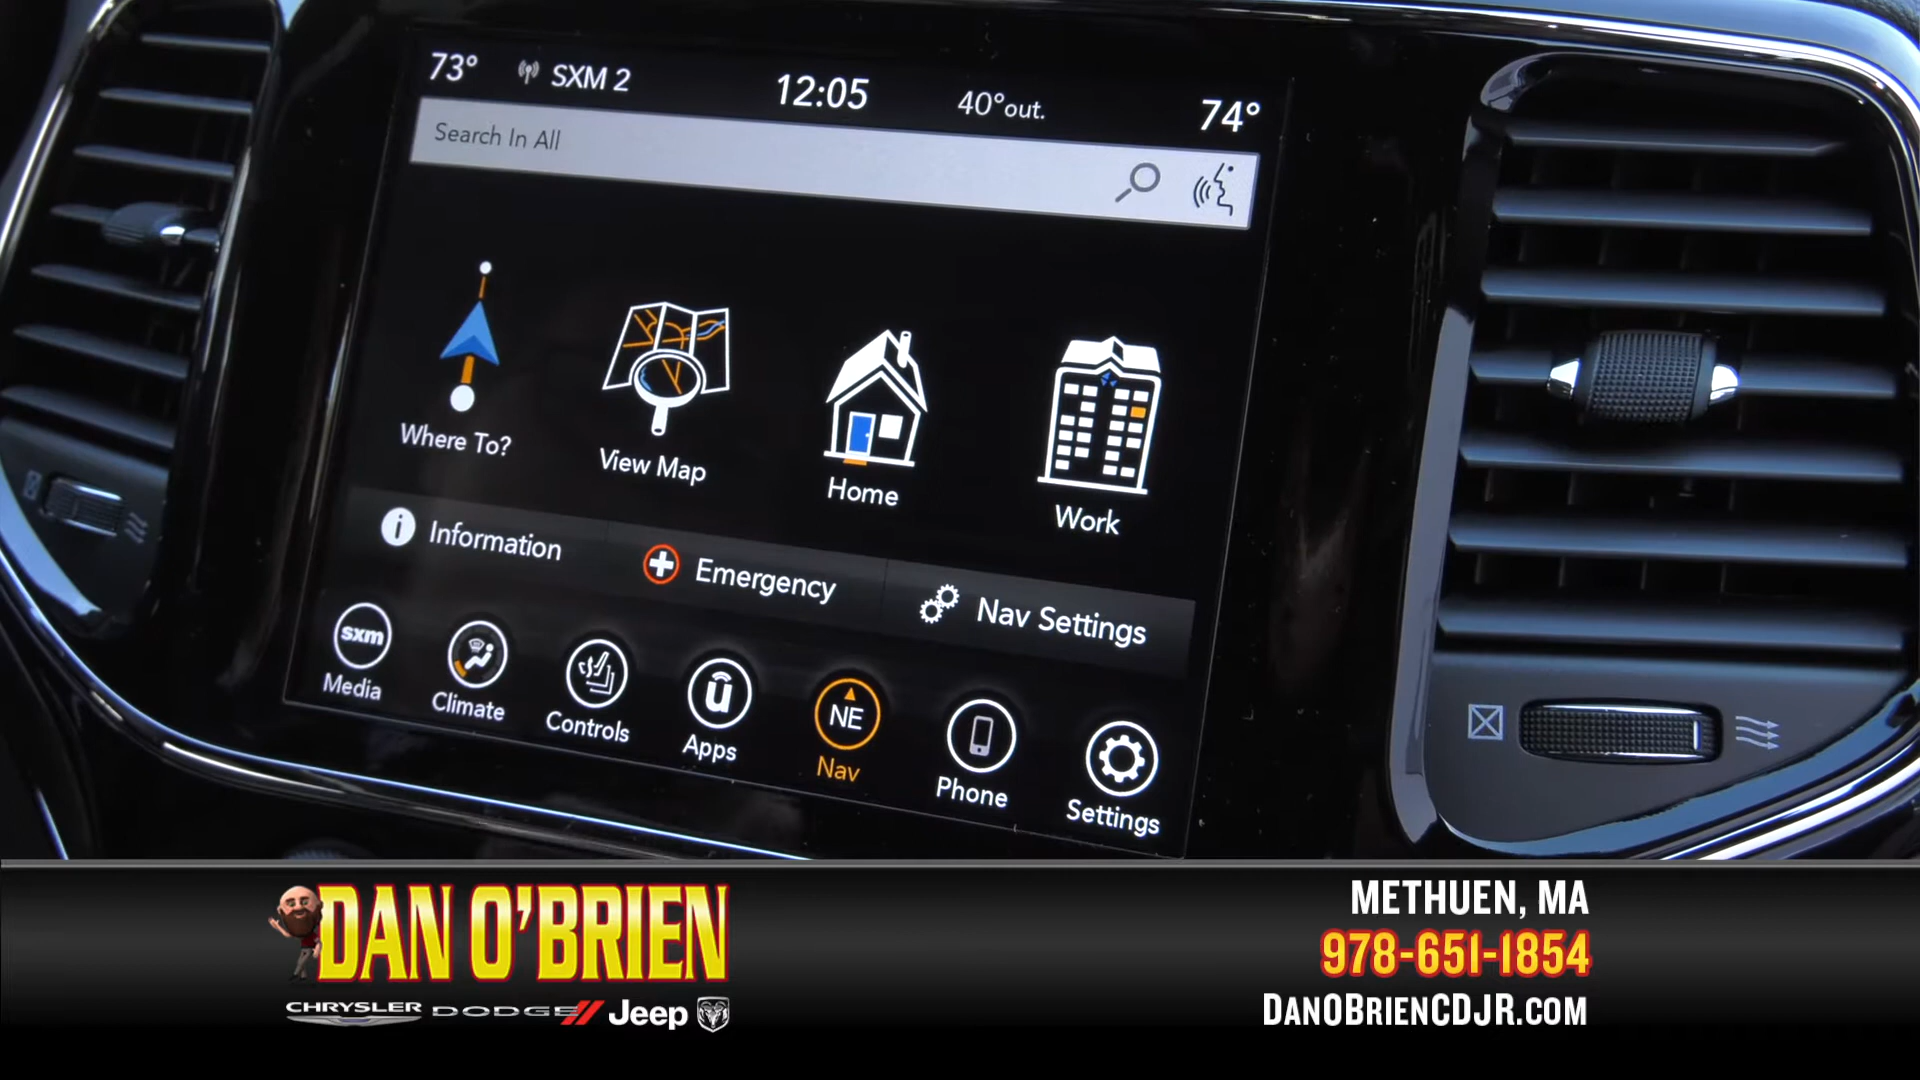 73° SXM 2 12:05 40°out. 74°
Search In All
Where To? View Map Home Work
Information Emergency Nav Settings
sxm u NE
Media Climate Controls Apps Nav Phone Settings
DAN O'BRIEN
CHRYSLER DODGE Jeep
METHUEN, MA
978-651-1854
DANOBRIENCDJR.COM